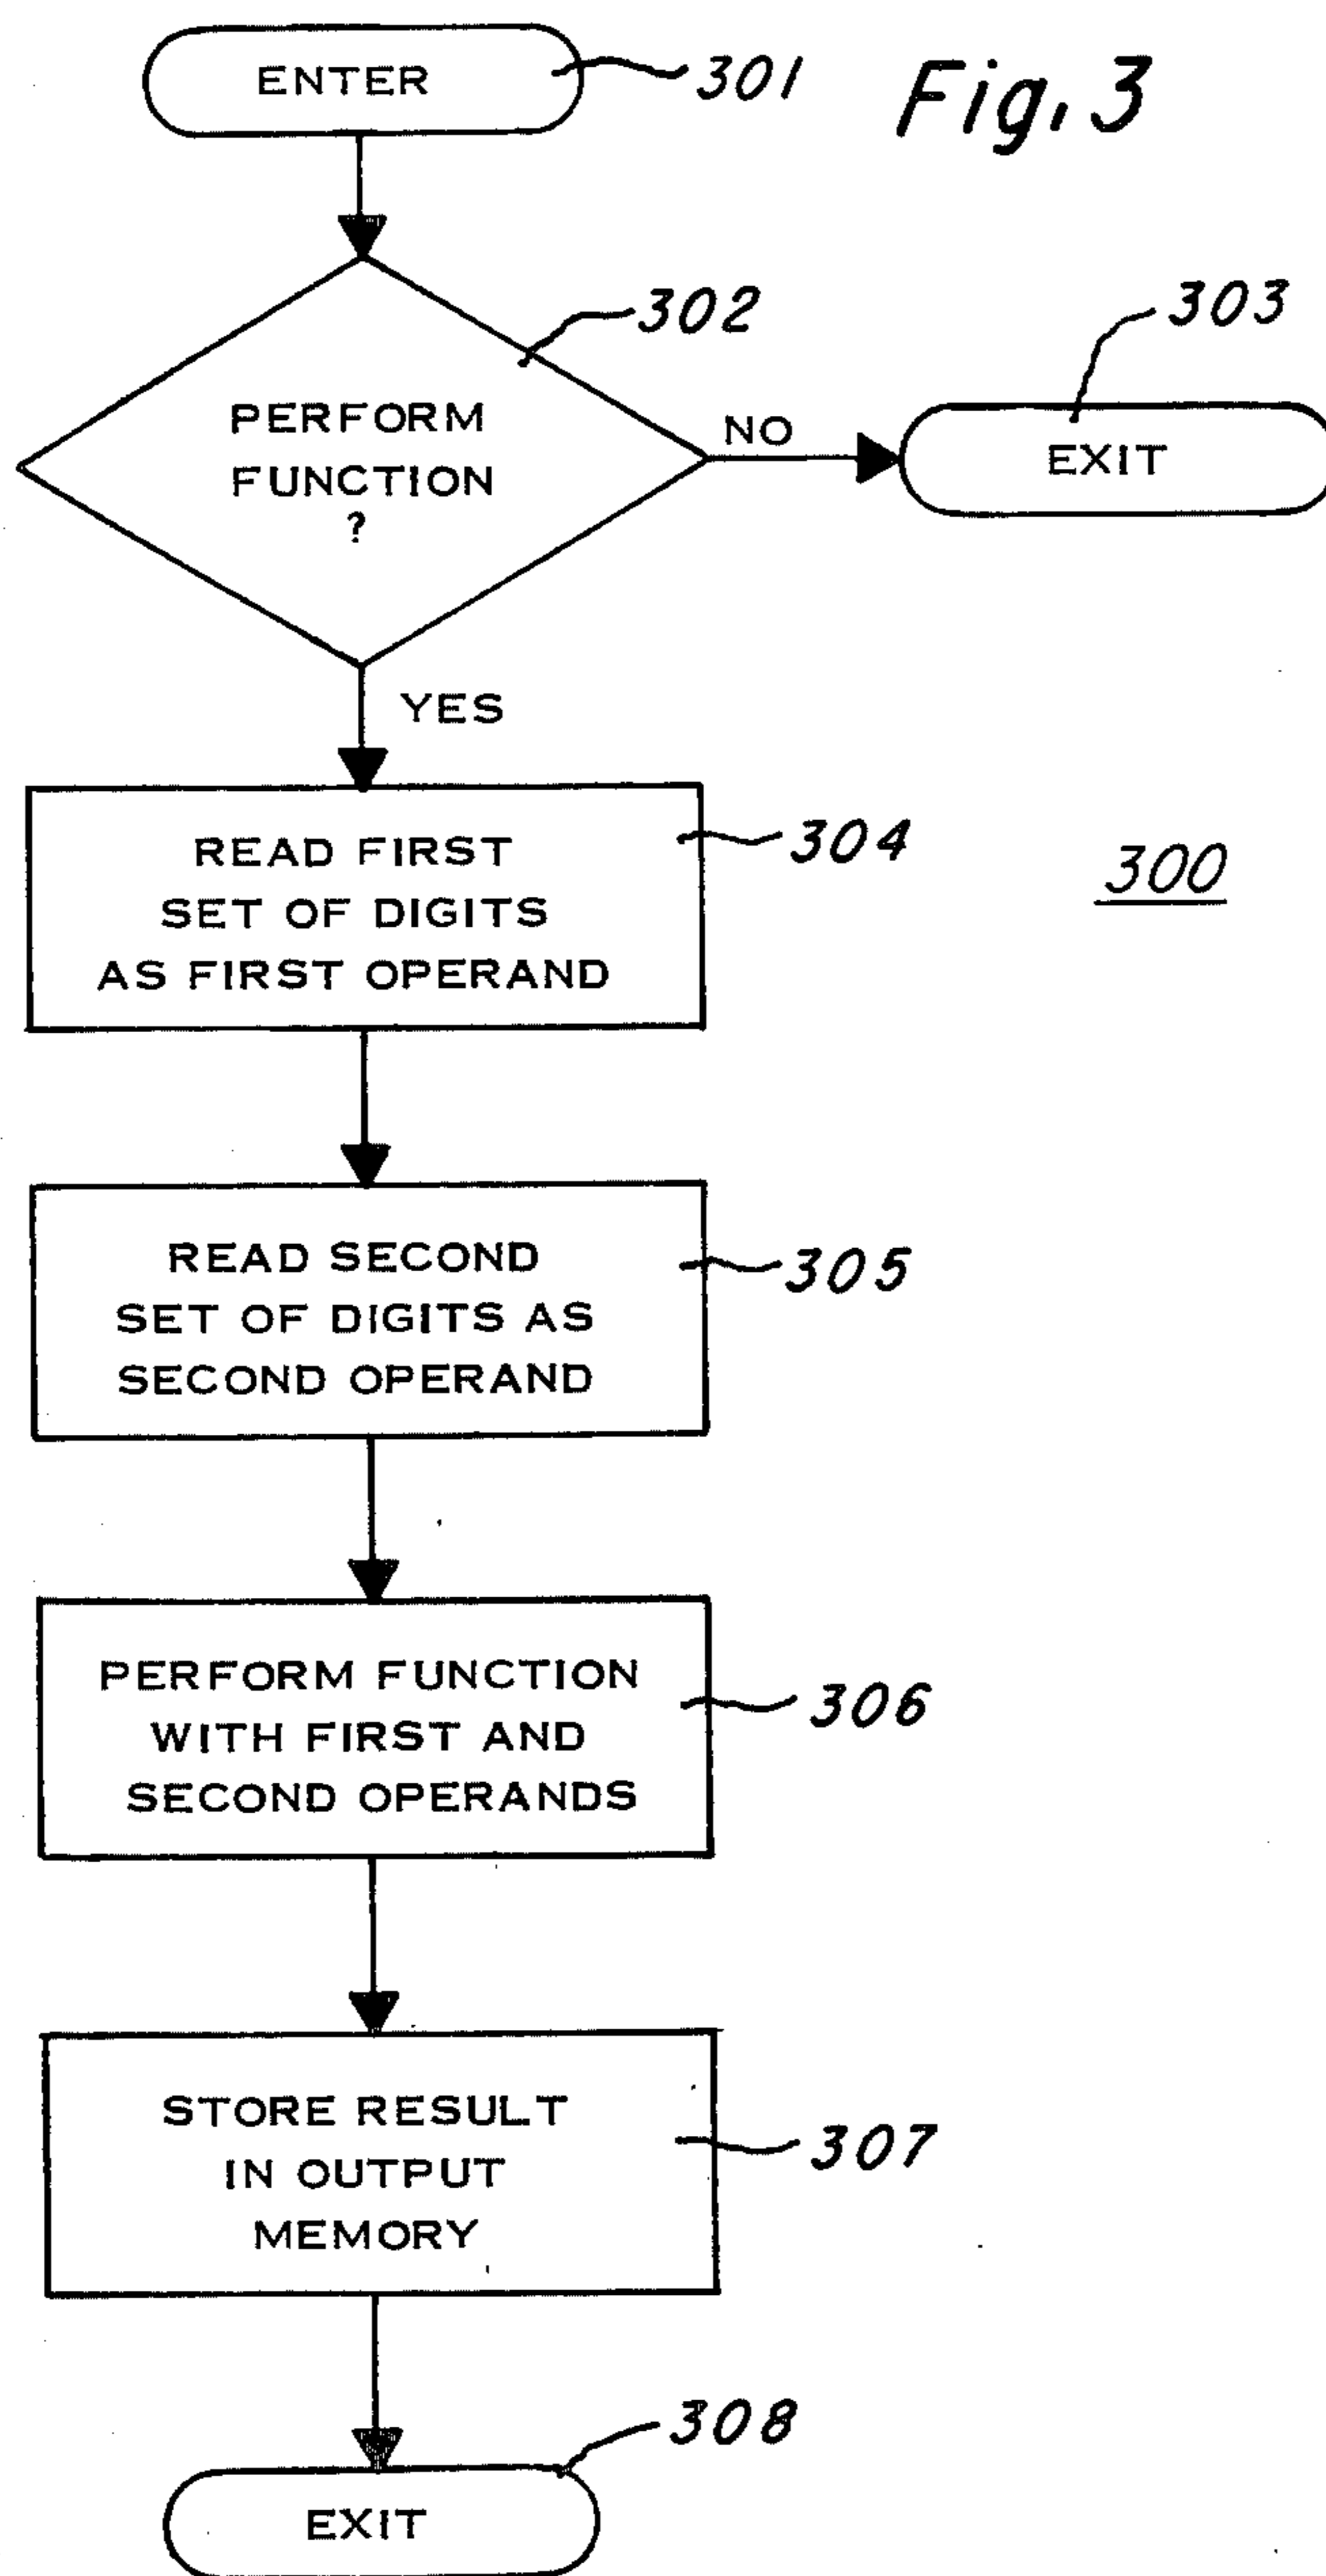 ENTER
301
Fig. 3
302
303
PERFORM
FUNCTION
?
NO
EXIT
YES
READ FIRST
SET OF DIGITS
AS FIRST OPERAND
304
300
READ SECOND
SET OF DIGITS AS
SECOND OPERAND
305
PERFORM FUNCTION
WITH FIRST AND
SECOND OPERANDS
306
STORE RESULT
IN OUTPUT
MEMORY
307
308
EXIT